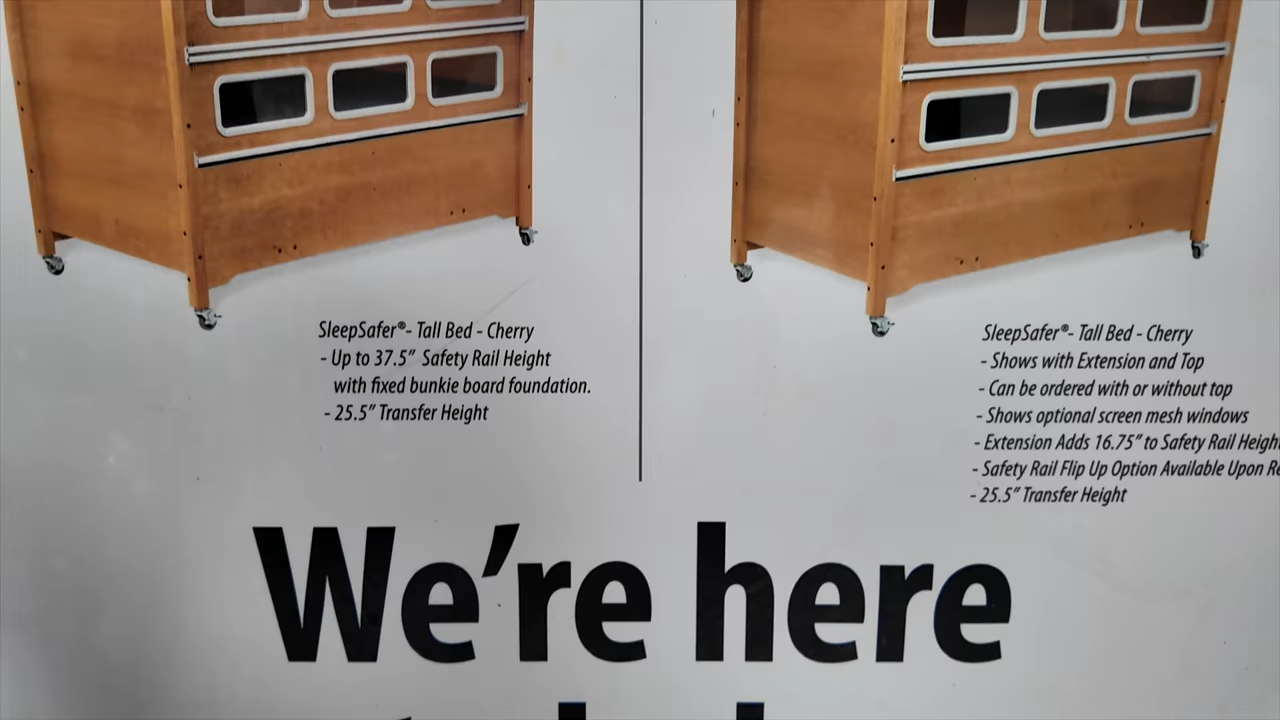 SleepSafer®- Tall Bed - Cherry
- Up to 37.5" Safety Rail Height
with fixed bunkie board foundation.
- 25.5" Transfer Height
SleepSafer®- Tall Bed - Cherry
- Shows with Extension and Top
- Can be ordered with or without top
- Shows optional screen mesh windows
- Extension Adds 16.75" to Safety Rail Height
- Safety Rail Flip Up Option Available Upon
- 25.5" Transfer Height
We're here